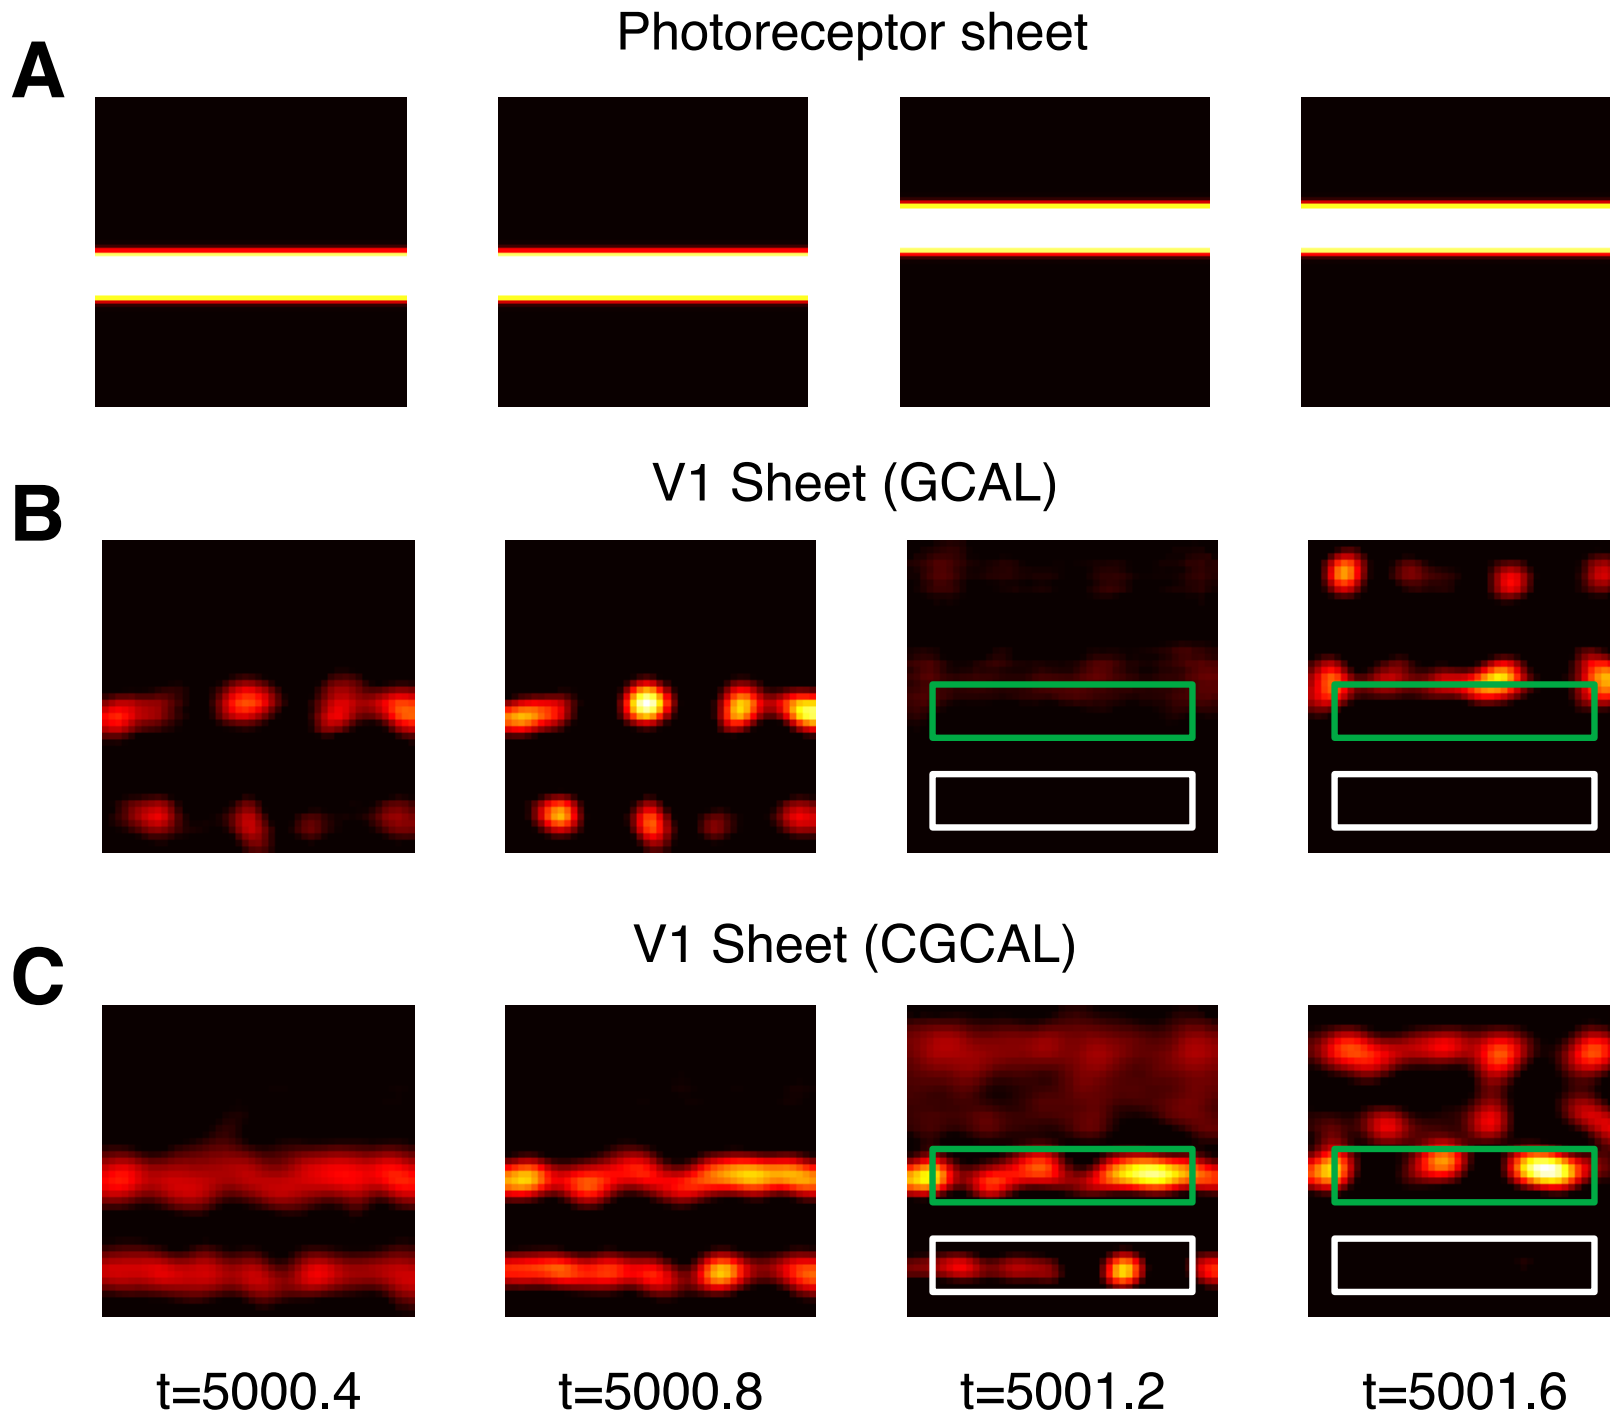 Photoreceptor sheet
A
V1 Sheet (GCAL)
B
V1 Sheet (CGCAL)
C
t=5000.4 t=5000.8 t=5001.2 t=5001.6